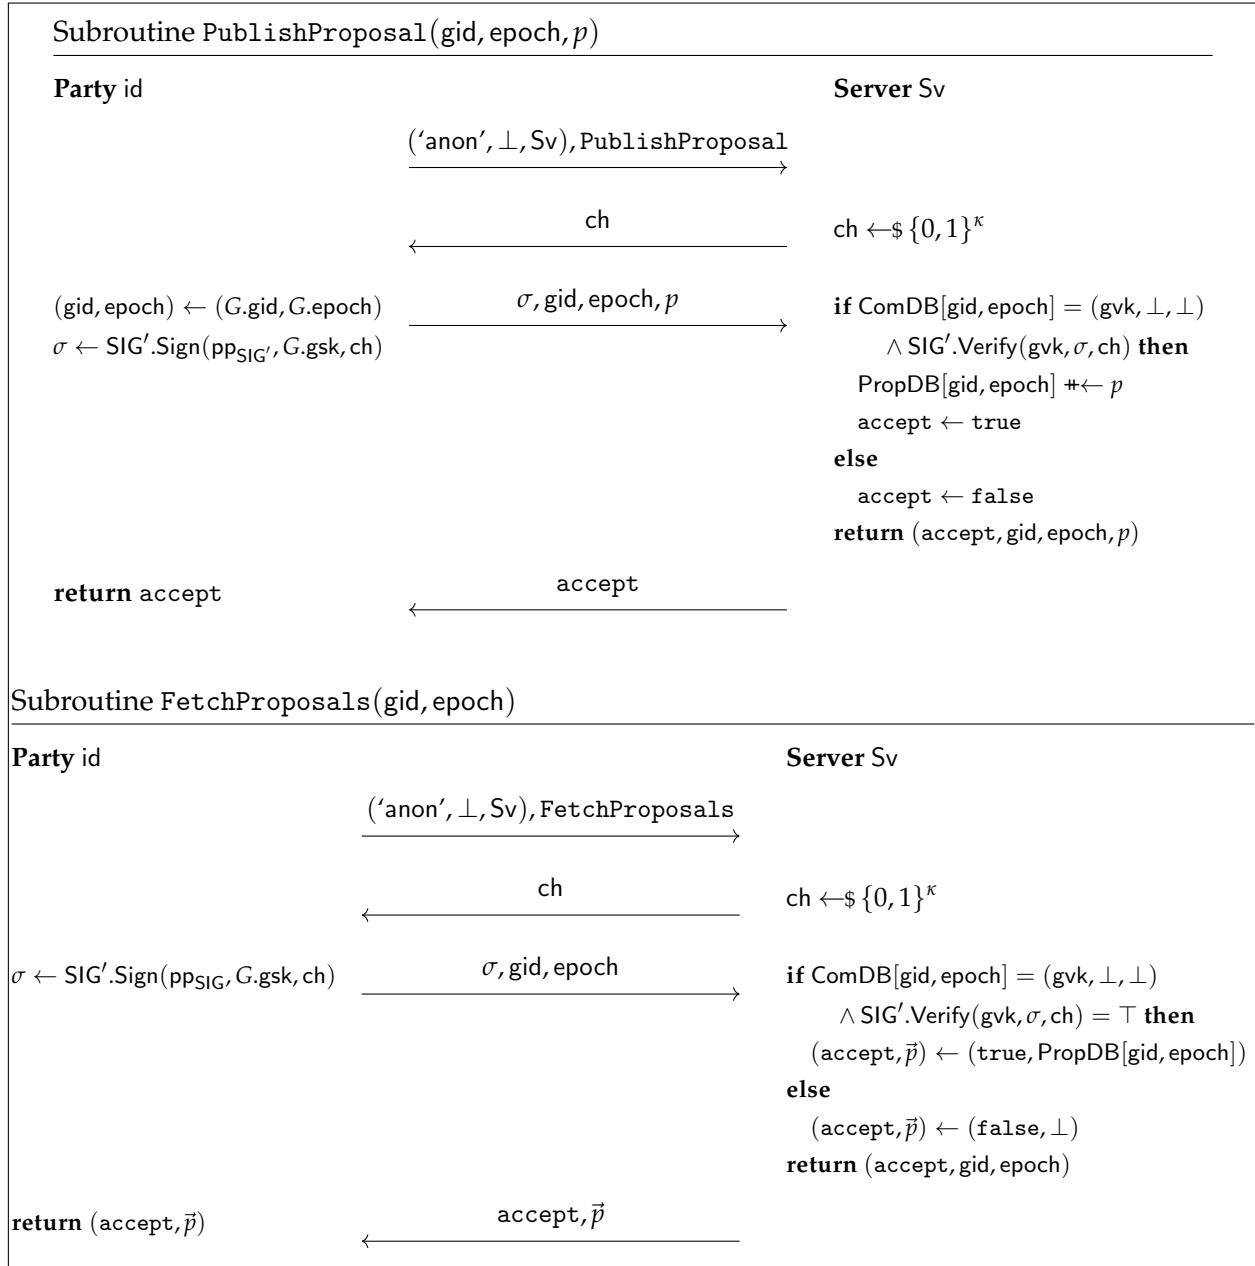 Subroutine PublishProposal(gid, epoch, p)
Party id
Server Sv
(‘anon’, ⊥, Sv), PublishProposal
ch
ch ←$ {0, 1}^κ
(gid, epoch) ← (G.gid, G.epoch)
σ, gid, epoch, p
if ComDB[gid, epoch] = (gvk, ⊥, ⊥)
σ ← SIG′.Sign(pp_SIG′, G.gsk, ch)
∧ SIG′.Verify(gvk, σ, ch) then
PropDB[gid, epoch] ⧺← p
accept ← true
else
accept ← false
return (accept, gid, epoch, p)
return accept
accept
Subroutine FetchProposals(gid, epoch)
Party id
Server Sv
(‘anon’, ⊥, Sv), FetchProposals
ch
ch ←$ {0, 1}^κ
σ ← SIG′.Sign(pp_SIG, G.gsk, ch)
σ, gid, epoch
if ComDB[gid, epoch] = (gvk, ⊥, ⊥)
∧ SIG′.Verify(gvk, σ, ch) = ⊤ then
(accept, p⃗) ← (true, PropDB[gid, epoch])
else
(accept, p⃗) ← (false, ⊥)
return (accept, gid, epoch)
return (accept, p⃗)
accept, p⃗